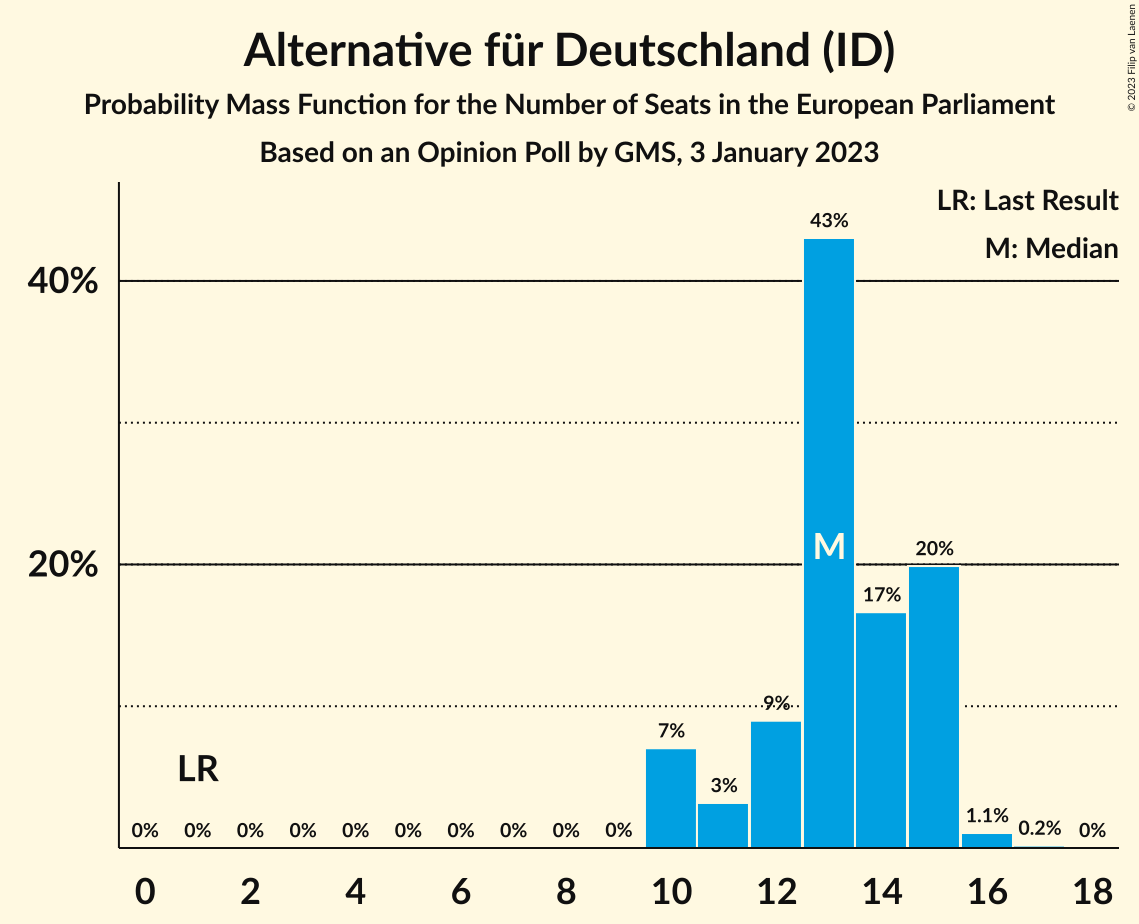 Alternative für Deutschland (ID)
Probability Mass Function for the Number of Seats in the European Parliament
Based on an Opinion Poll by GMS, 3 January 2023
© 2023 Filip van Laenen
LR: Last Result
M: Median
43%
40%
M
20%
20%
17%
9%
7%
LR
3%
0% 0% 0% 0% 0% 0% 0% 0% 0% 0% 1.1% 0.2% 0%
0 2 4 6 8 10 12 14 16 18